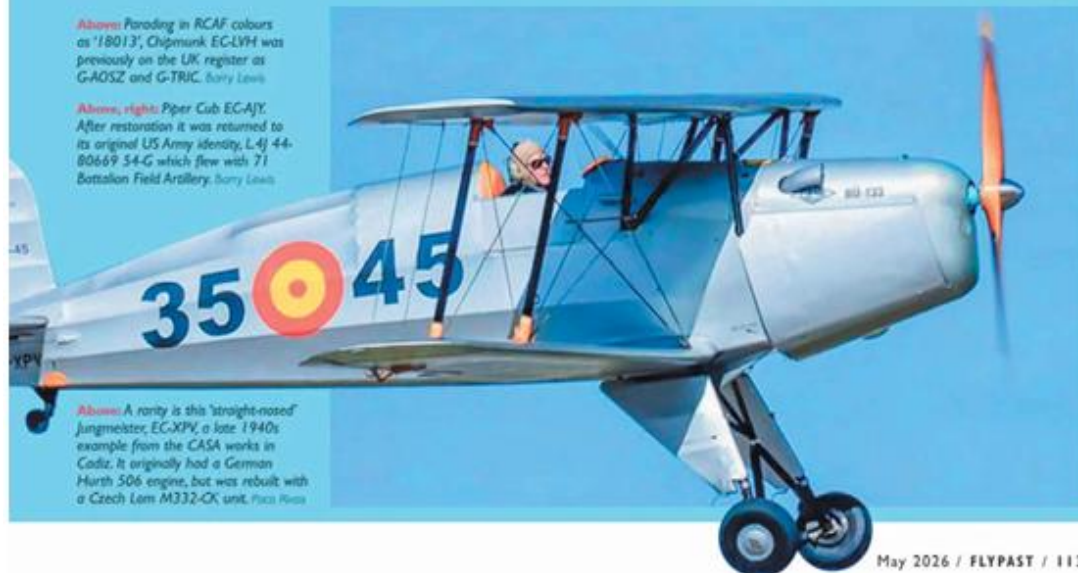 Above: Parading in RCAF colours
as '18013', Chipmunk EC-LVH was
previously on the UK register as
G-AOSZ and G-TRIC. Barry Lewis
Above, right: Piper Cub EC-AJY.
After restoration it was returned to
its original US Army identity, L4J 44-
80669 54-G which flew with 71
Battalion Field Artillery. Barry Lewis
BÜ-133
-45
35 45
XPV
Above: A rarity is this 'straight-nosed'
Jungmeister, EC-XPV, a late 1940s
example from the CASA works in
Cadiz. It originally had a German
Hurth 506 engine, but was rebuilt with
a Czech Lom M332-CK unit. Paco Rivas
May 2026 / FLYPAST / 113